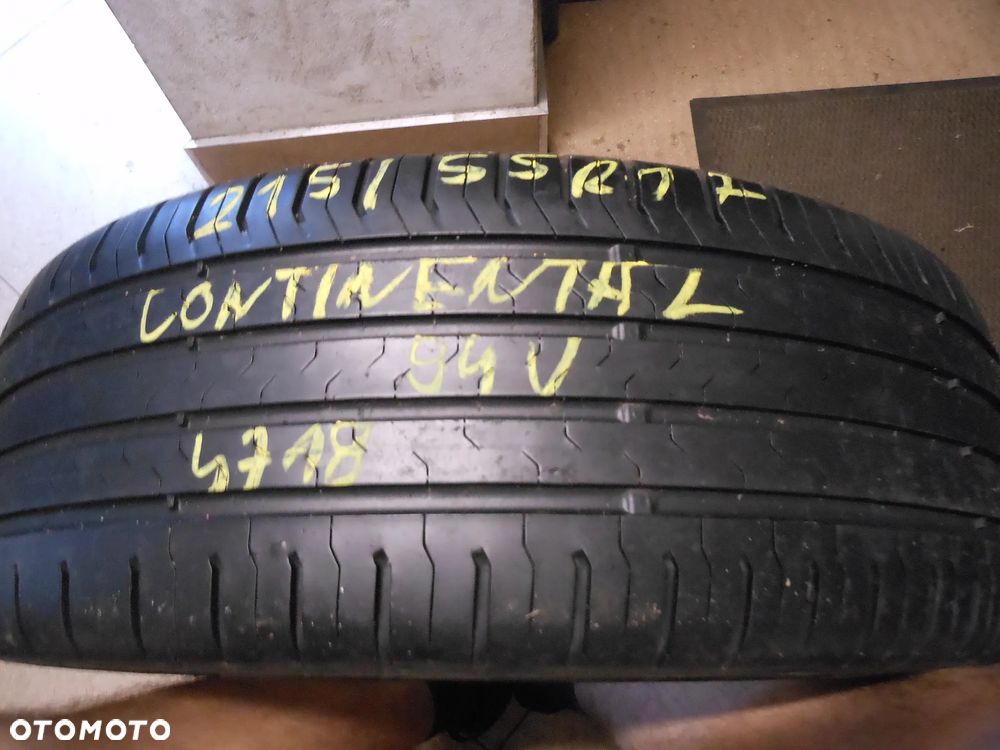 215/55R17
CONTINENTAL
94V
4718
OTOMOTO